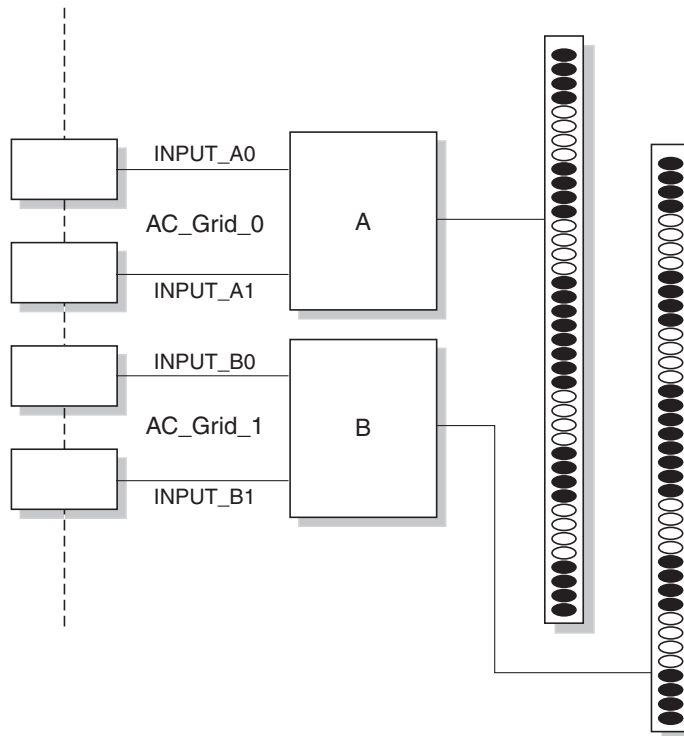 INPUT_A0
AC_Grid_0
A
INPUT_A1
INPUT_B0
AC_Grid_1
B
INPUT_B1